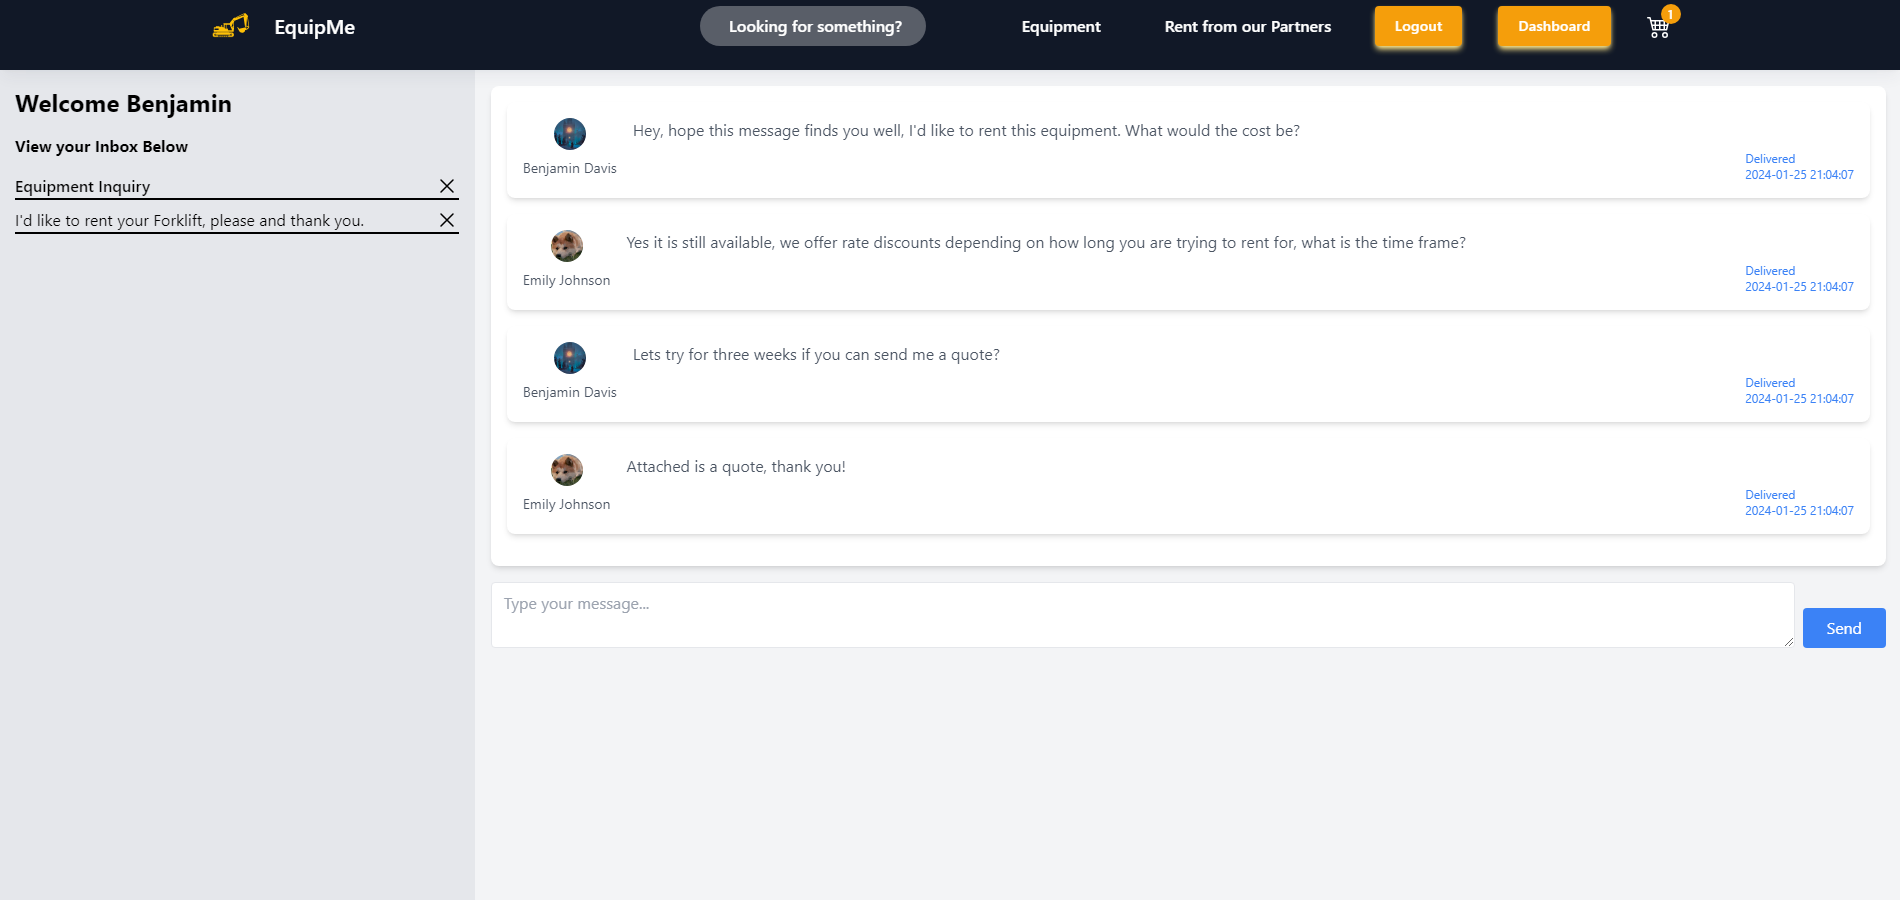 EquipMe
Looking for something?
Equipment
Rent from our Partners
Logout
Dashboard
1
Welcome Benjamin
View your Inbox Below
Equipment Inquiry
I'd like to rent your Forklift, please and thank you.
Hey, hope this message finds you well, I'd like to rent this equipment. What would the cost be?
Benjamin Davis
Delivered
2024-01-25 21:04:07
Yes it is still available, we offer rate discounts depending on how long you are trying to rent for, what is the time frame?
Emily Johnson
Delivered
2024-01-25 21:04:07
Lets try for three weeks if you can send me a quote?
Benjamin Davis
Delivered
2024-01-25 21:04:07
Attached is a quote, thank you!
Emily Johnson
Delivered
2024-01-25 21:04:07
Type your message...
Send